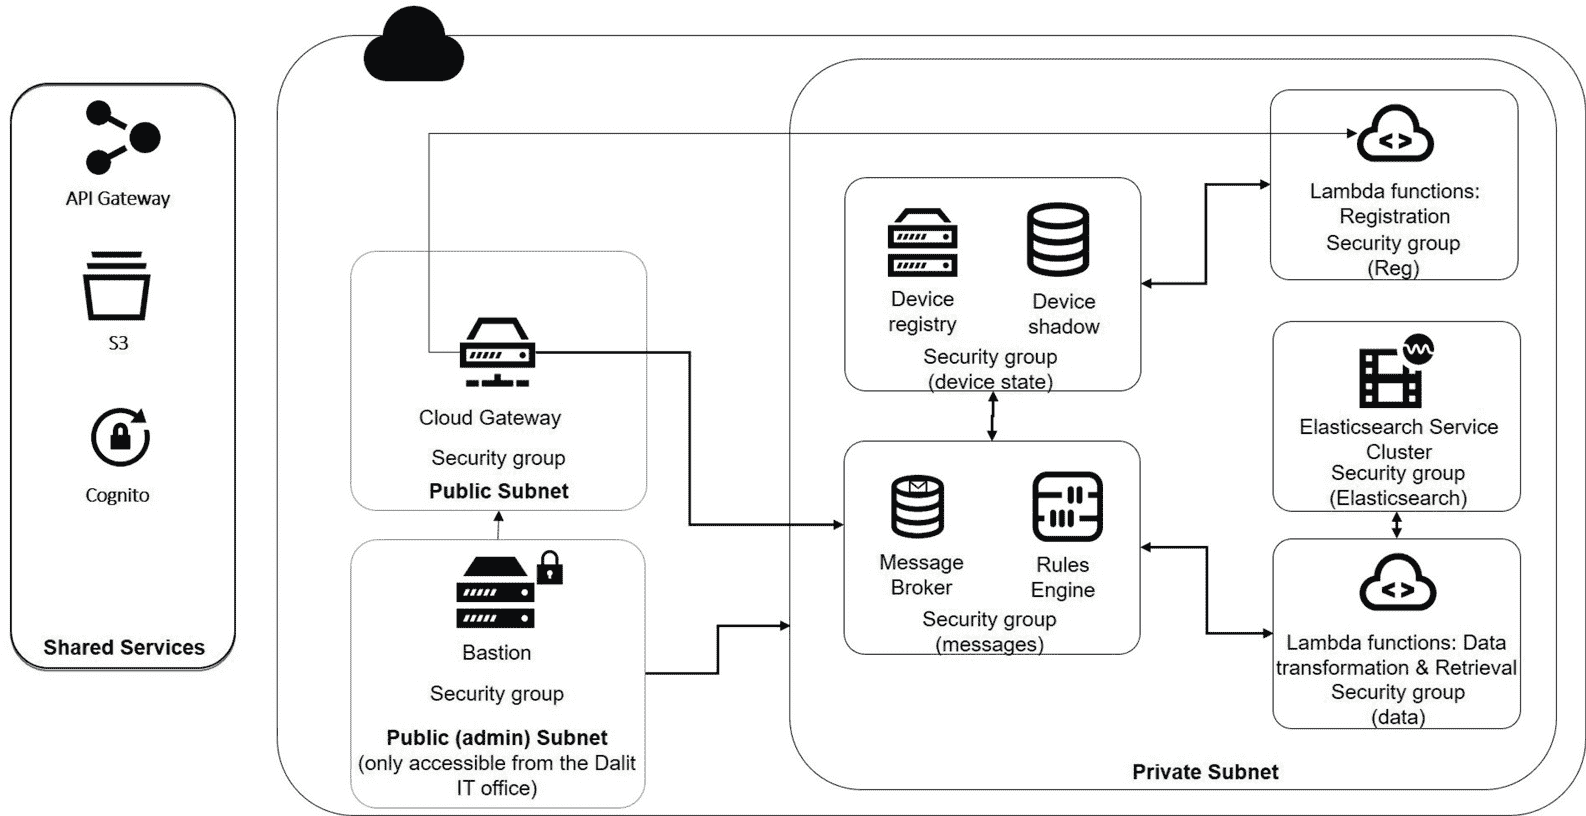 API Gateway
S3
Cognito
Shared Services
Cloud Gateway
Security group
Public Subnet
Bastion
Security group
Public (admin) Subnet
(only accessible from the Dalit
IT office)
Device
registry
Device
shadow
Security group
(device state)
Message
Broker
Rules
Engine
Security group
(messages)
Lambda functions:
Registration
Security group
(Reg)
Elasticsearch Service
Cluster
Security group
(Elasticsearch)
Lambda functions: Data
transformation & Retrieval
Security group
(data)
Private Subnet